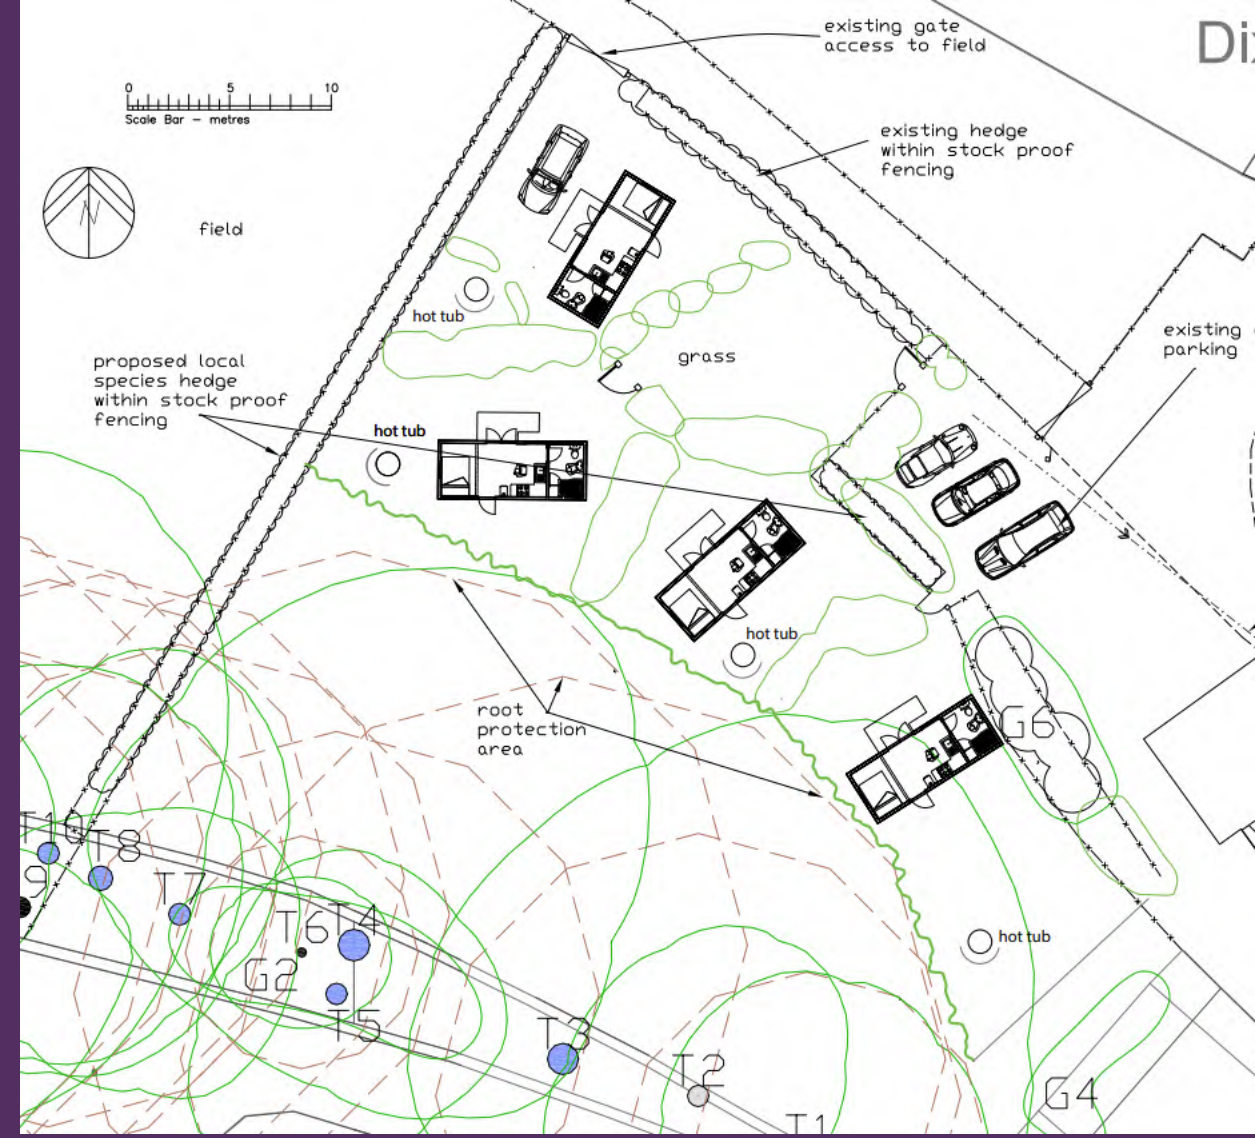 existing gate
access to field
Di
0 5 10
Scale Bar – metres
existing hedge
within stock proof
fencing
N
field
hot tub
existing
parking
grass
proposed local
species hedge
within stock proof
fencing
hot tub
hot tub
root
protection
area
G6
T10
T8
9
T7
T6
T4
G2
hot tub
T5
T3
T2
G4
T1